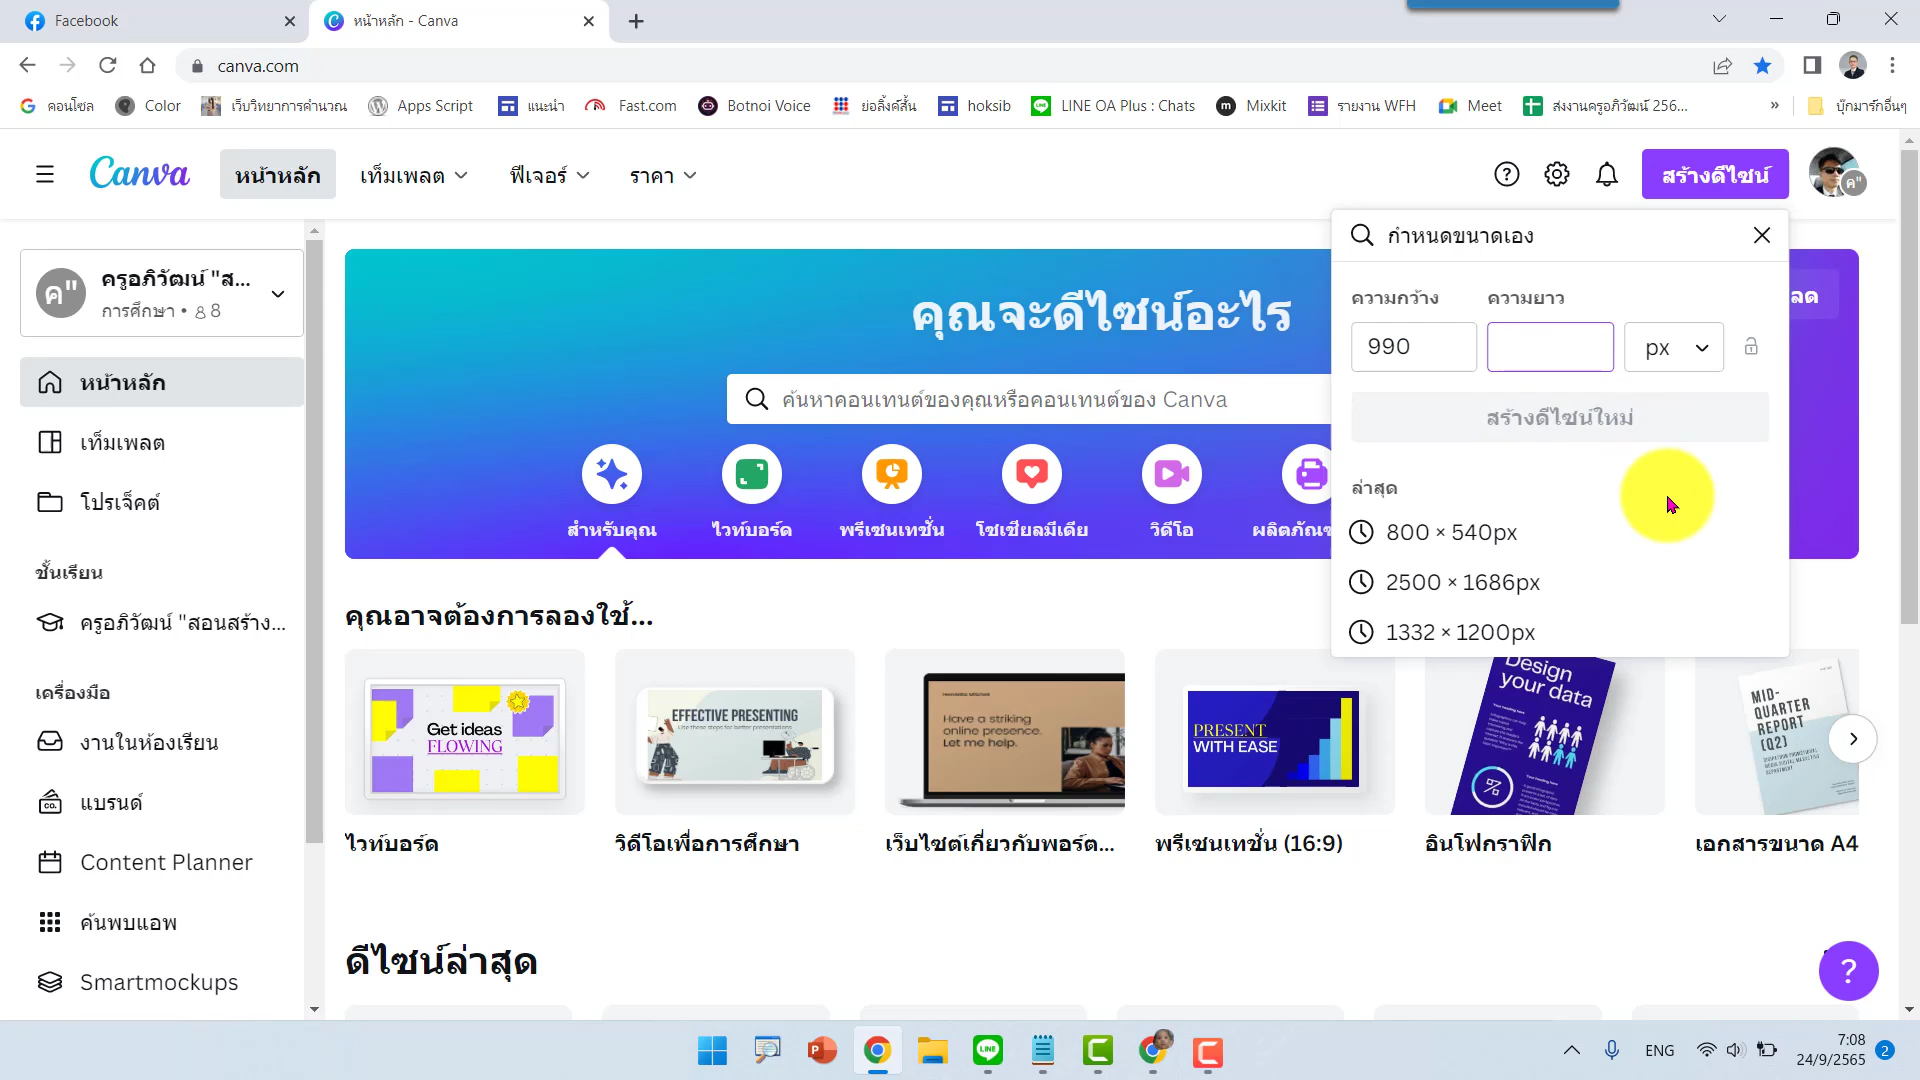 Facebook
หน้าหลัก - Canva
canva.com
คอนโซล
Color
เว็บวิทยาการคำนวณ
Apps Script
แนะนำ
Fast.com
Botnoi Voice
ย่อลิ้งค์สั้น
hoksib
LINE OA Plus : Chats
Mixkit
รายงาน WFH
Meet
ส่งงานครูอภิวัฒน์ 256...
»
บุ๊กมาร์กอื่นๆ
Canva
หน้าหลัก
เท็มเพลต
ฟีเจอร์
ราคา
สร้างดีไซน์
ค"
ค"
ครูอภิวัฒน์ "ส...
การศึกษา • 8
หน้าหลัก
เท็มเพลต
โปรเจ็คต์
ชั้นเรียน
ครูอภิวัฒน์ "สอนสร้าง...
เครื่องมือ
งานในห้องเรียน
แบรนด์
Content Planner
ค้นพบแอพ
Smartmockups
คุณจะดีไซน์อะไร
ค้นหาคอนเทนต์ของคุณหรือคอนเทนต์ของ Canva
สำหรับคุณ
ไวท์บอร์ด
พรีเซนเทชั่น
โซเชียลมีเดีย
วิดีโอ
กำหนดขนาดเอง
ความกว้าง
ความยาว
990
px
สร้างดีไซน์ใหม่
ล่าสุด
800 × 540px
2500 × 1686px
1332 × 1200px
คุณอาจต้องการลองใช้...
Get ideas
FLOWING
EFFECTIVE PRESENTING
Have a striking
online presence.
Let me help.
PRESENT
WITH EASE
Design
your data
MID-
QUARTER
REPORT
(Q2)
ไวท์บอร์ด
วิดีโอเพื่อการศึกษา
เว็บไซต์เกี่ยวกับพอร์ต...
พรีเซนเทชั่น (16:9)
อินโฟกราฟิก
เอกสารขนาด A4
ดีไซน์ล่าสุด
?
ENG
7:08
24/9/2565
2